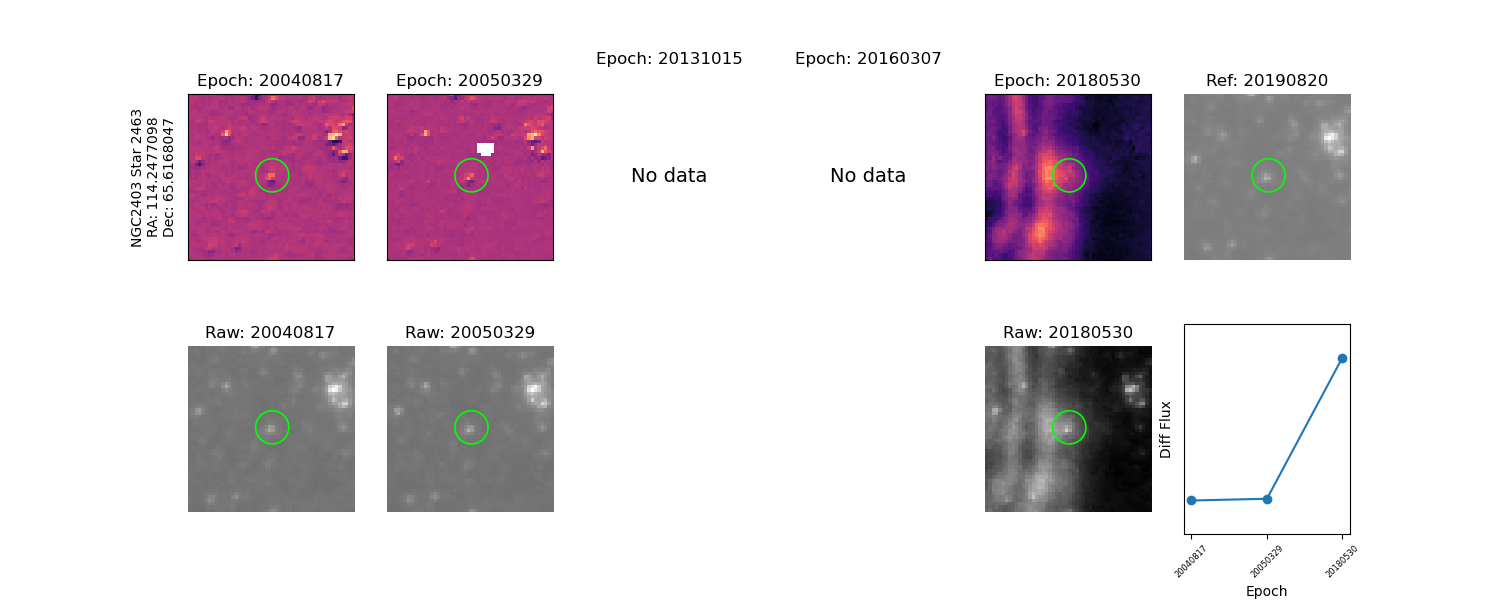 Epoch: 20040817
Epoch: 20050329
Epoch: 20131015
Epoch: 20160307
Epoch: 20180530
Ref: 20190820
NGC2403 Star 2463
RA: 114.2477098
Dec: 65.6168047
No data
No data
Raw: 20040817
Raw: 20050329
Raw: 20180530
Diff Flux
20040817
20050329
20180530
Epoch